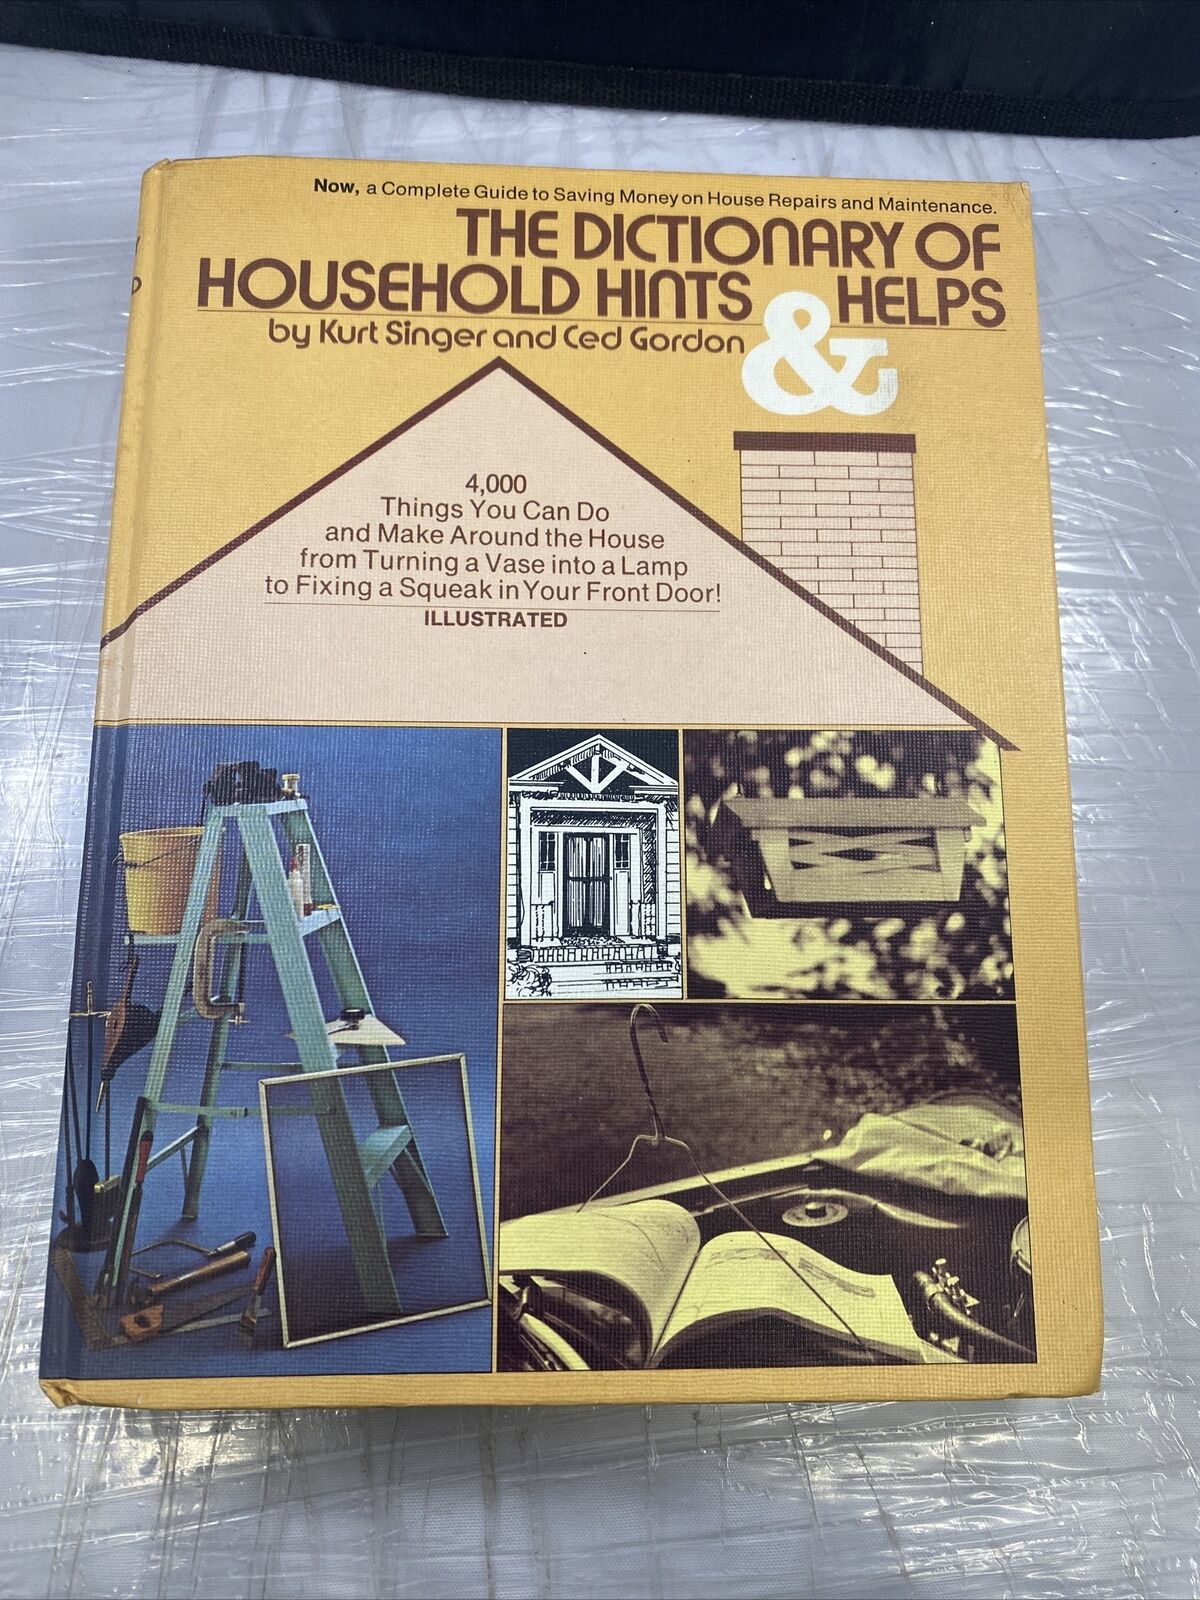 Now, a Complete Guide to Saving Money on House Repairs and Maintenance.
THE DICTIONARY OF
HOUSEHOLD HINTS & HELPS
by Kurt Singer and Ced Gordon
4,000
Things You Can Do
and Make Around the House
from Turning a Vase into a Lamp
to Fixing a Squeak in Your Front Door!
ILLUSTRATED